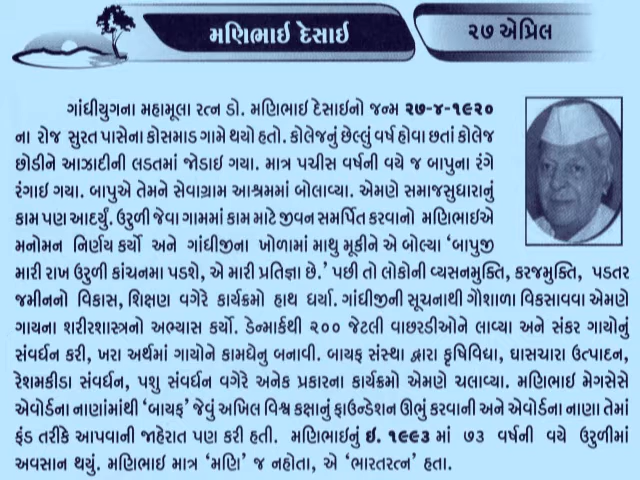 મણિભાઈ દેસાઈ
૨૭ એપ્રિલ
ગાંધીયુગના મહામૂલા રત્ન ડો. મણિભાઈ દેસાઈનો જન્મ ૨૭-૪-૧૯૨૦
ના રોજ સુરત પાસેના કોસમાડ ગામે થયો હતો. કોલેજનું છેલ્લું વર્ષ હોવા છતાં કોલેજ
છોડીને આઝાદીની લડતમાં જોડાઈ ગયા. માત્ર પચીસ વર્ષની વયે જ બાપુના રંગે
રંગાઈ ગયા. બાપુએ તેમને સેવાગ્રામ આશ્રમમાં બોલાવ્યા. એમણે સમાજસુધારાનું
કામ પણ આદર્યું. ઉરુળી જેવા ગામમાં કામ માટે જીવન સમર્પિત કરવાનો મણિભાઈએ
મનોમન નિર્ણય કર્યો અને ગાંધીજીના ખોળામાં માથુ મૂકીને એ બોલ્યા ‘બાપુજી
મારી રાખ ઉરુળી કાંચનમા પડશે, એ મારી પ્રતિજ્ઞા છે.’ પછી તો લોકોની વ્યસનમુક્તિ, કરજમુક્તિ, પડતર
જમીનનો વિકાસ, શિક્ષણ વગેરે કાર્યક્રમો હાથ ધર્યા. ગાંધીજીની સૂચનાથી ગૌશાળા વિકસાવવા એમણે
ગાયના શરીરશાસ્ત્રનો અભ્યાસ કર્યો. ડેન્માર્કથી ૨૦૦ જેટલી વાછરડીઓને લાવ્યા અને સંકર ગાયોનું
સંવર્ધન કરી, ખરા અર્થમાં ગાયોને કામધેનુ બનાવી. બાયફ સંસ્થા દ્વારા કૃષિવિદ્યા, ઘાસચારા ઉત્પાદન,
રેશમકીડા સંવર્ધન, પશુ સંવર્ધન વગેરે અનેક પ્રકારના કાર્યક્રમો એમણે ચલાવ્યા. મણિભાઈ મેગસેસે
એવોર્ડના નાણાંમાંથી ‘બાયફ’ જેવું અખિલ વિશ્વ કક્ષાનું ફાઉન્ડેશન ઊભું કરવાની અને એવોર્ડના નાણા તેમાં
ફંડ તરીકે આપવાની જાહેરાત પણ કરી હતી. મણિભાઈનું ઇ. ૧૯૯૩ માં ૭૩ વર્ષની વયે ઉરુળીમાં
અવસાન થયું. મણિભાઈ માત્ર ‘મણિ’ જ નહોતા, એ ‘ભારતરત્ન’ હતા.